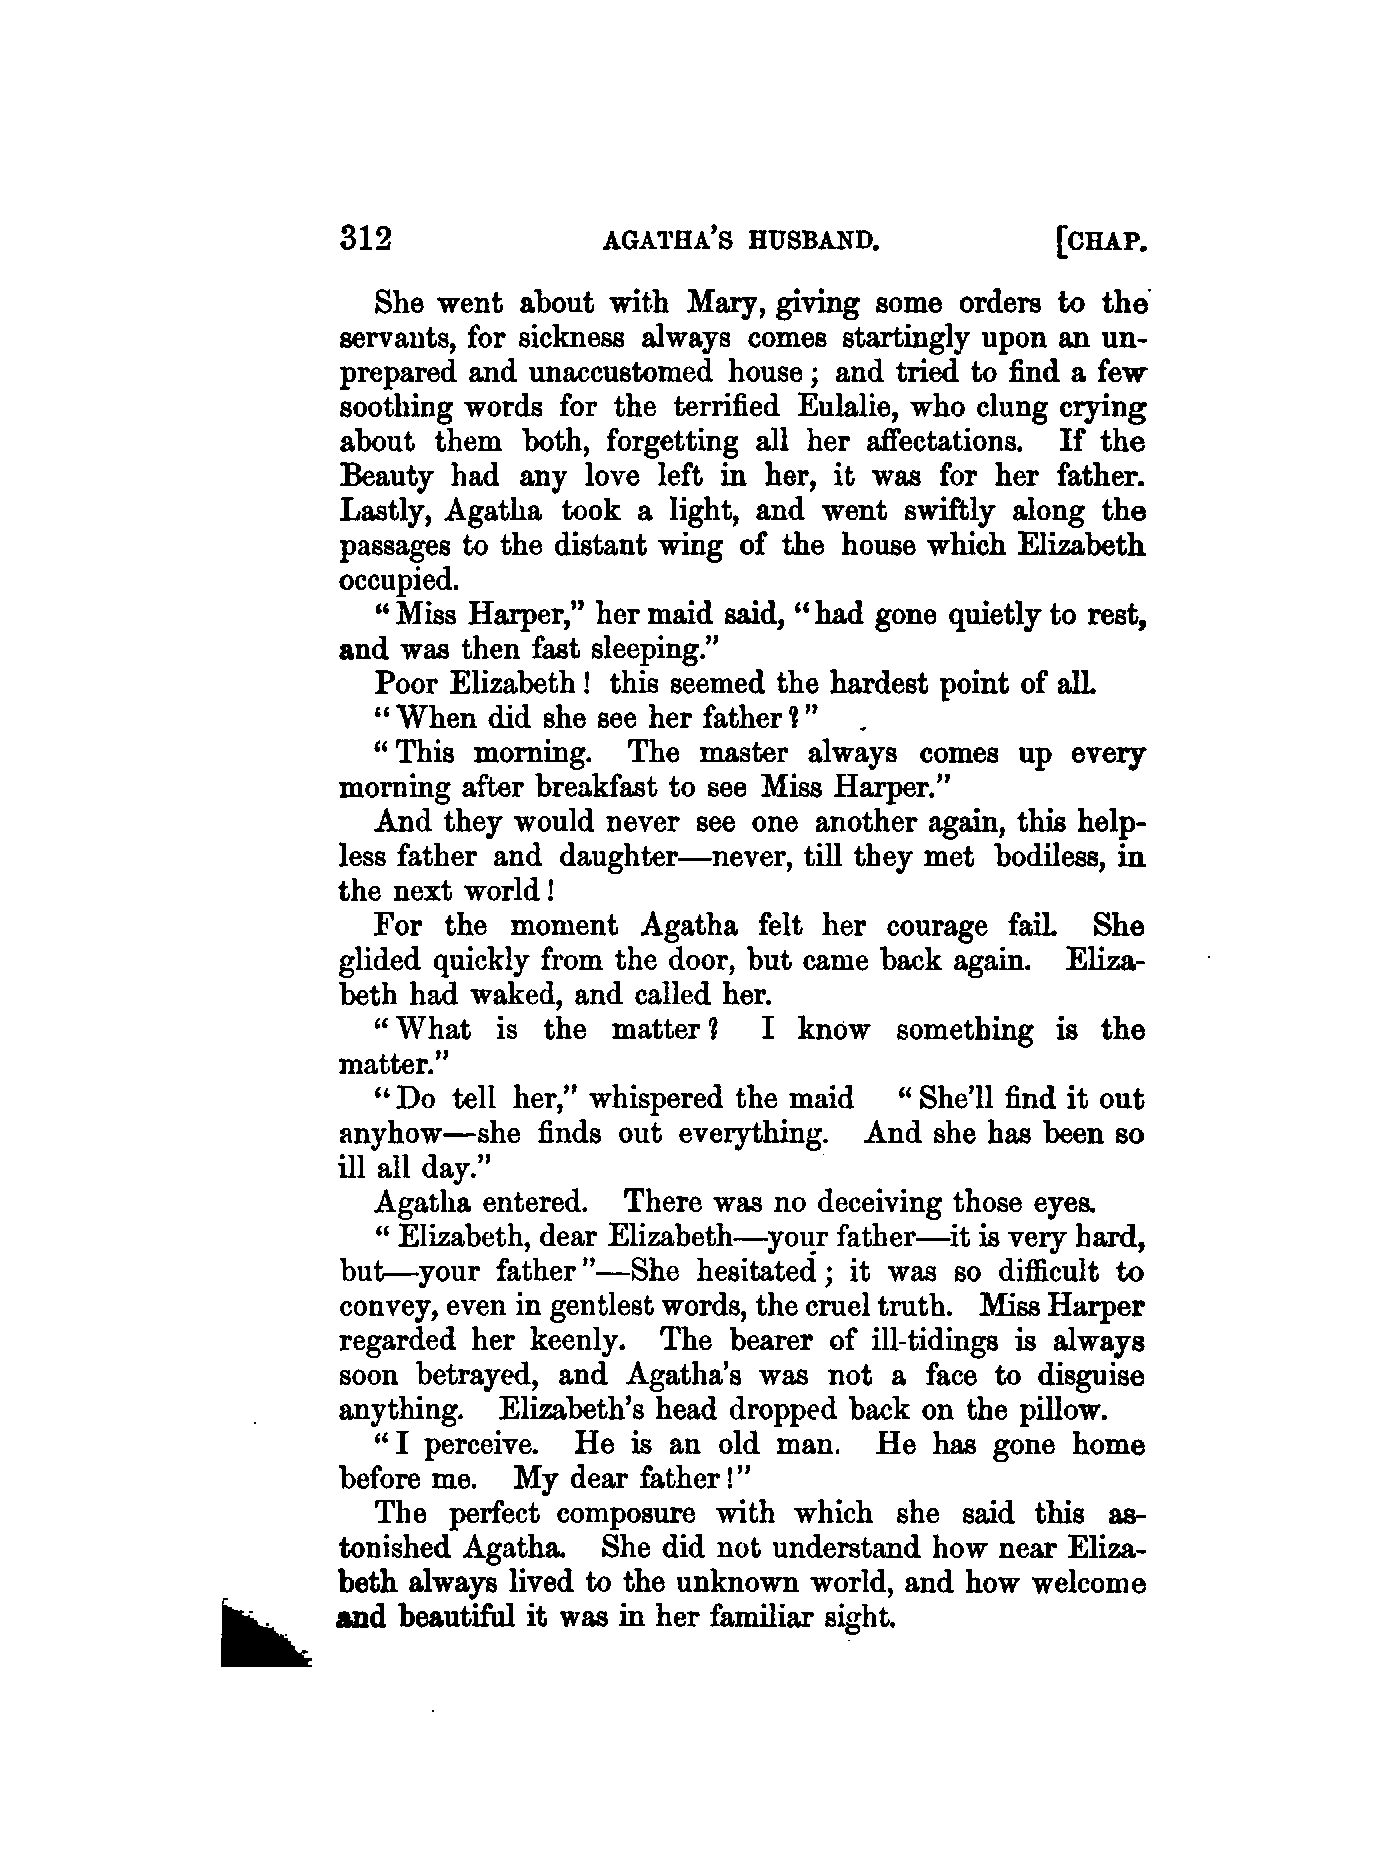 312 AGATHA'S HUSBAND. [CHAP.
She went about with Mary, giving some orders to the
servants, for sickness always comes startingly upon an un-
prepared and unaccustomed house; and tried to find a few
soothing words for the terrified Eulalie, who clung crying
about them both, forgetting all her affectations. If the
Beauty had any love left in her, it was for her father.
Lastly, Agatha took a light, and went swiftly along the
passages to the distant wing of the house which Elizabeth
occupied.
"Miss Harper," her maid said, "had gone quietly to rest,
and was then fast sleeping."
Poor Elizabeth! this seemed the hardest point of all.
"When did she see her father?"
"This morning. The master always comes up every
morning after breakfast to see Miss Harper."
And they would never see one another again, this help-
less father and daughter—never, till they met bodiless, in
the next world!
For the moment Agatha felt her courage fail. She
glided quickly from the door, but came back again. Eliza-
beth had waked, and called her.
"What is the matter? I know something is the
matter."
"Do tell her," whispered the maid "She'll find it out
anyhow—she finds out everything. And she has been so
ill all day."
Agatha entered. There was no deceiving those eyes.
"Elizabeth, dear Elizabeth—your father—it is very hard,
but—your father"—She hesitated; it was so difficult to
convey, even in gentlest words, the cruel truth. Miss Harper
regarded her keenly. The bearer of ill-tidings is always
soon betrayed, and Agatha's was not a face to disguise
anything. Elizabeth's head dropped back on the pillow.
"I perceive. He is an old man. He has gone home
before me. My dear father!"
The perfect composure with which she said this as-
tonished Agatha. She did not understand how near Eliza-
beth always lived to the unknown world, and how welcome
and beautiful it was in her familiar sight.